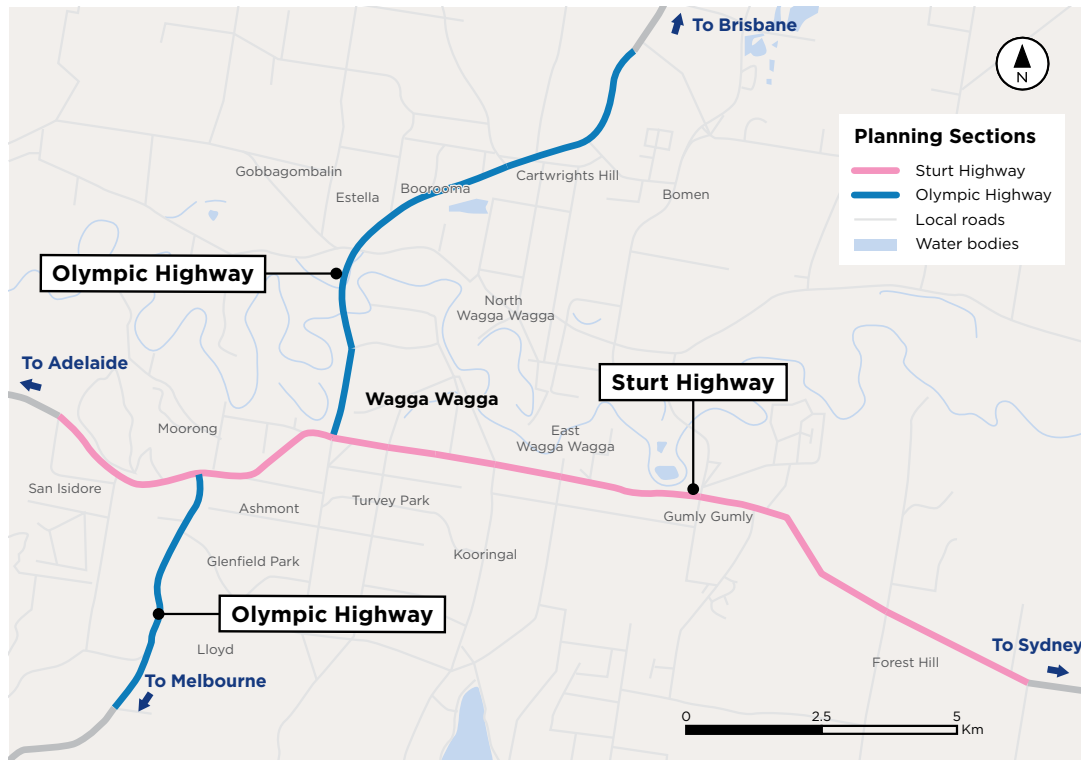 To Brisbane
N
Planning Sections
Sturt Highway
Olympic Highway
Local roads
Water bodies
Gobbagombalin
Estella
Boorooma
Cartwrights Hill
Bomen
Olympic Highway
North
Wagga Wagga
To Adelaide
Wagga Wagga
Sturt Highway
Moorong
East
Wagga Wagga
San Isidore
Ashmont
Turvey Park
Gumly Gumly
Kooringal
Glenfield Park
Olympic Highway
Lloyd
To Melbourne
To Sydney
Forest Hill
0 2.5 5
Km